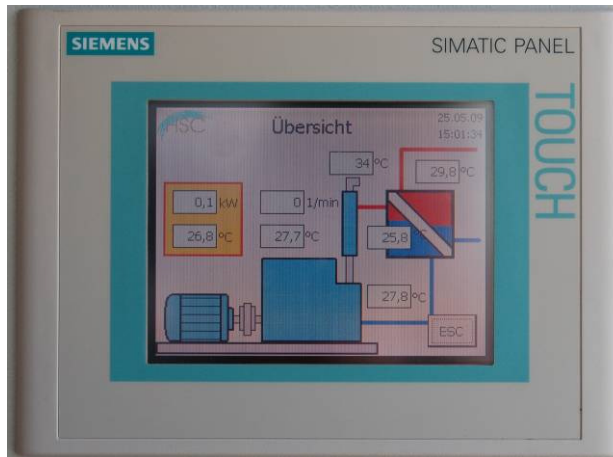 SIEMENS
SIMATIC PANEL
TOUCH
HSC
Übersicht
25.05.09
15:01:34
34 °C
29,8 °C
0,1 kW
0 1/min
26,8 °C
27,7 °C
25,8 °C
27,8 °C
ESC